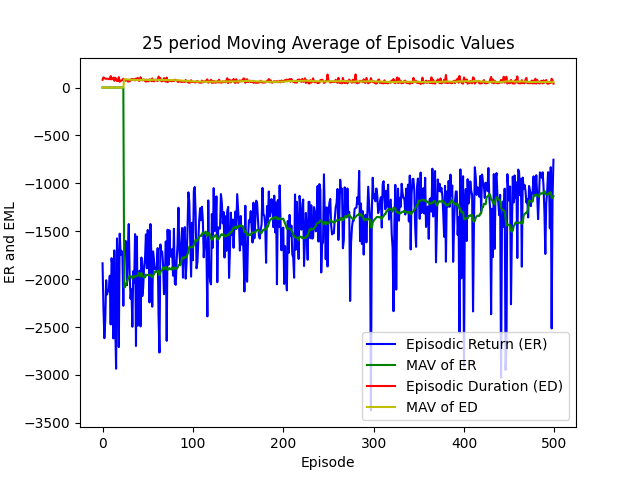 25 period Moving Average of Episodic Values
ER and EML
0
−500
−1000
−1500
−2000
−2500
−3000
−3500
Episodic Return (ER)
MAV of ER
Episodic Duration (ED)
MAV of ED
0 100 200 300 400 500
Episode